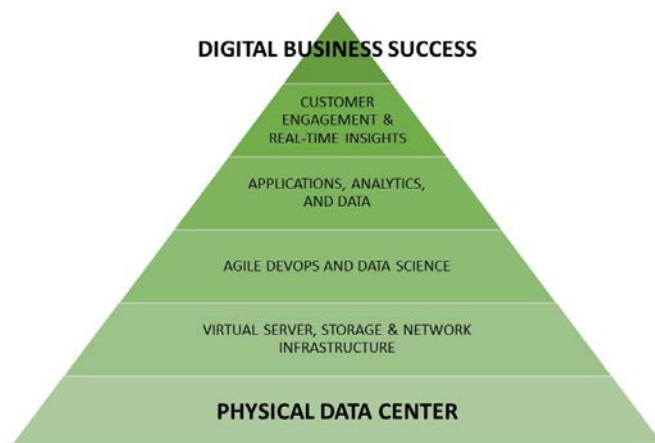 DIGITAL BUSINESS SUCCESS
CUSTOMER
ENGAGEMENT &
REAL-TIME INSIGHTS
APPLICATIONS, ANALYTICS,
AND DATA
AGILE DEVOPS AND DATA SCIENCE
VIRTUAL SERVER, STORAGE & NETWORK
INFRASTRUCTURE
PHYSICAL DATA CENTER